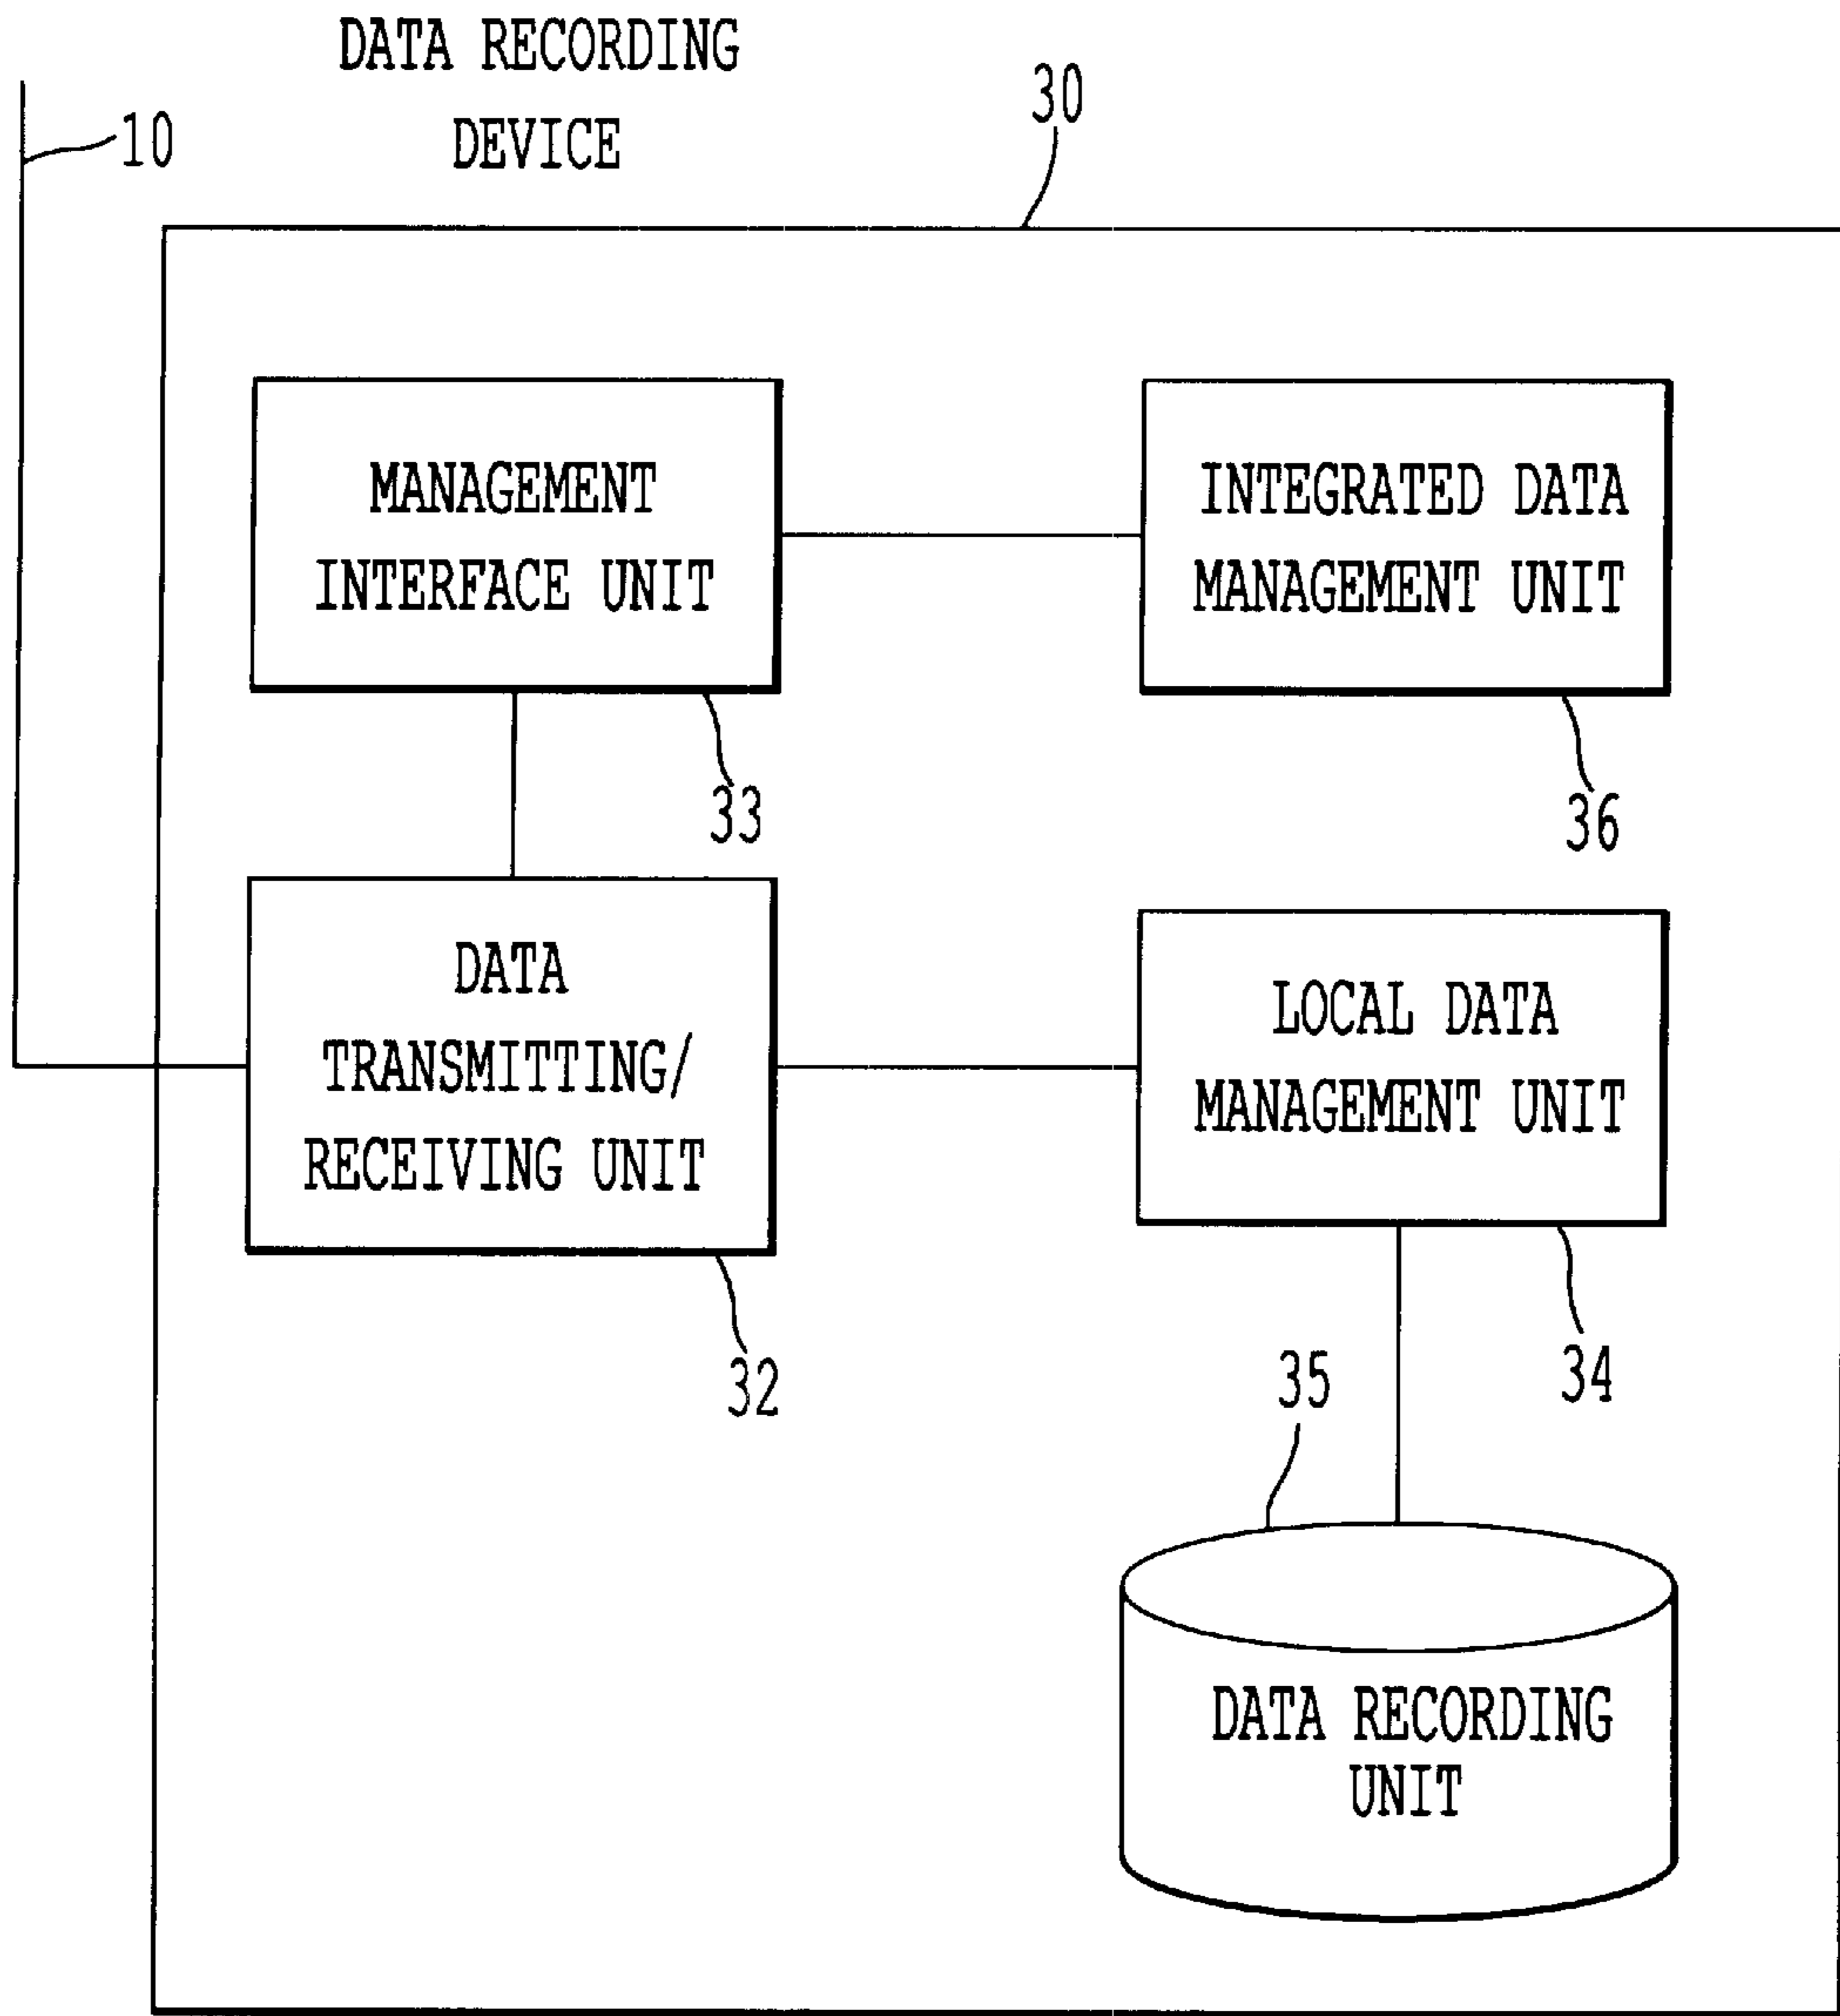 DATA RECORDING
DEVICE
10
30
MANAGEMENT
INTERFACE UNIT
33
INTEGRATED DATA
MANAGEMENT UNIT
36
DATA
TRANSMITTING/
RECEIVING UNIT
32
LOCAL DATA
MANAGEMENT UNIT
34
35
DATA RECORDING
UNIT